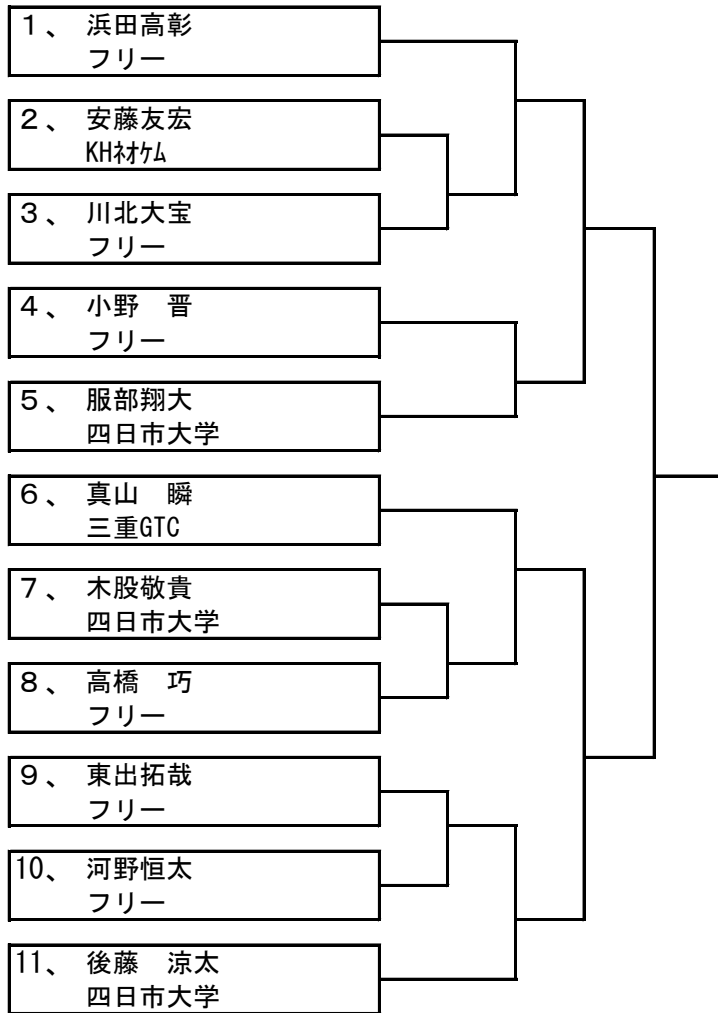 １、 浜田高彰
フリー
２、 安藤友宏
KHﾈｵｹﾑ
３、 川北大宝
フリー
４、 小野　晋
フリー
５、 服部翔大
四日市大学
６、 真山　瞬
三重GTC
７、 木股敬貴
四日市大学
８、 高橋　巧
フリー
９、 東出拓哉
フリー
10、 河野恒太
フリー
11、 後藤　涼太
四日市大学